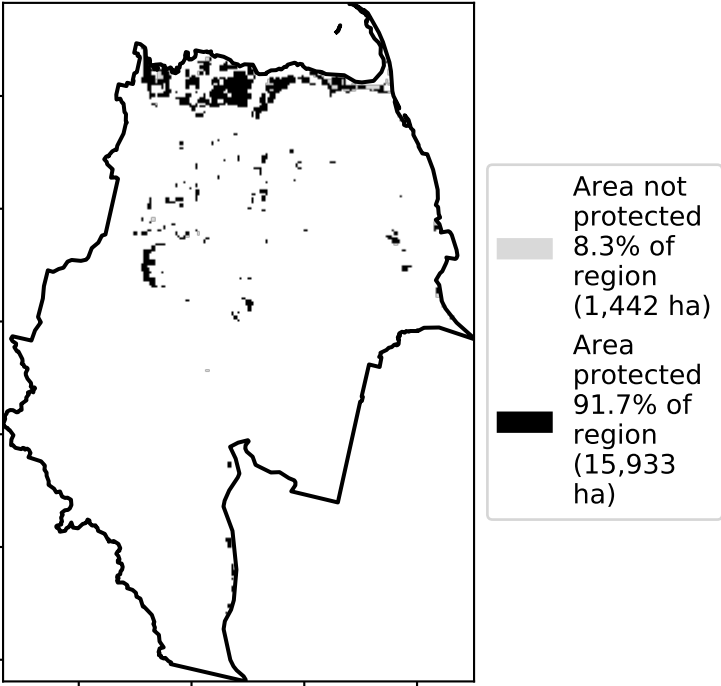 Area not
protected
8.3% of
region
(1,442 ha)
Area
protected
91.7% of
region
(15,933
ha)